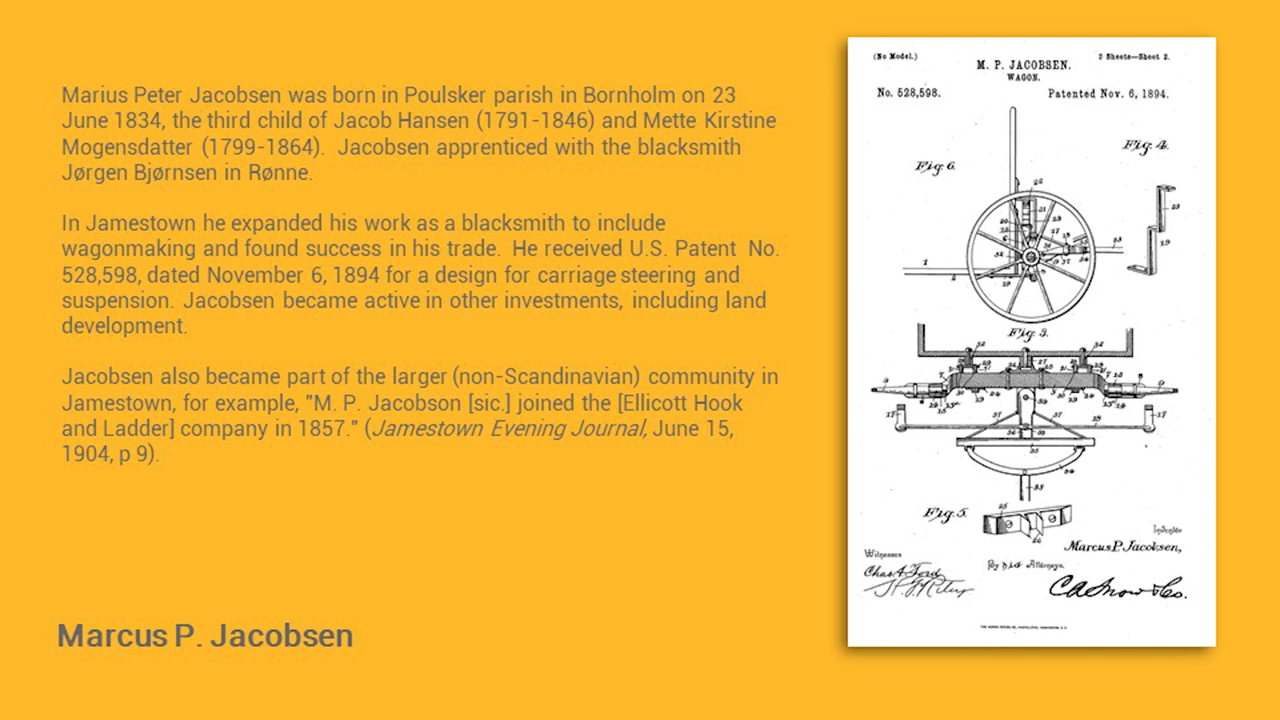 Marius Peter Jacobsen was born in Poulsker parish in Bornholm on 23
June 1834, the third child of Jacob Hansen (1791-1846) and Mette Kirstine
Mogensdatter (1799-1864). Jacobsen apprenticed with the blacksmith
Jørgen Bjørnsen in Rønne.
In Jamestown he expanded his work as a blacksmith to include
wagonmaking and found success in his trade. He received U.S. Patent No.
528,598, dated November 6, 1894 for a design for carriage steering and
suspension. Jacobsen became active in other investments, including land
development.
Jacobsen also became part of the larger (non-Scandinavian) community in
Jamestown, for example, "M. P. Jacobson [sic.] joined the [Ellicott Hook
and Ladder] company in 1857." (Jamestown Evening Journal, June 15,
1904, p 9).
Marcus P. Jacobsen
(No Model.)
2 Sheets—Sheet 2.
M. P. JACOBSEN.
WAGON.
No. 528,598.
Patented Nov. 6, 1894.
Fig. 4.
Fig. 6.
Fig. 3.
Fig. 5.
Witnesses
Marcus P. Jacobsen,
By his Attorneys.
Chas. A. Ford
C A Snow & Co.